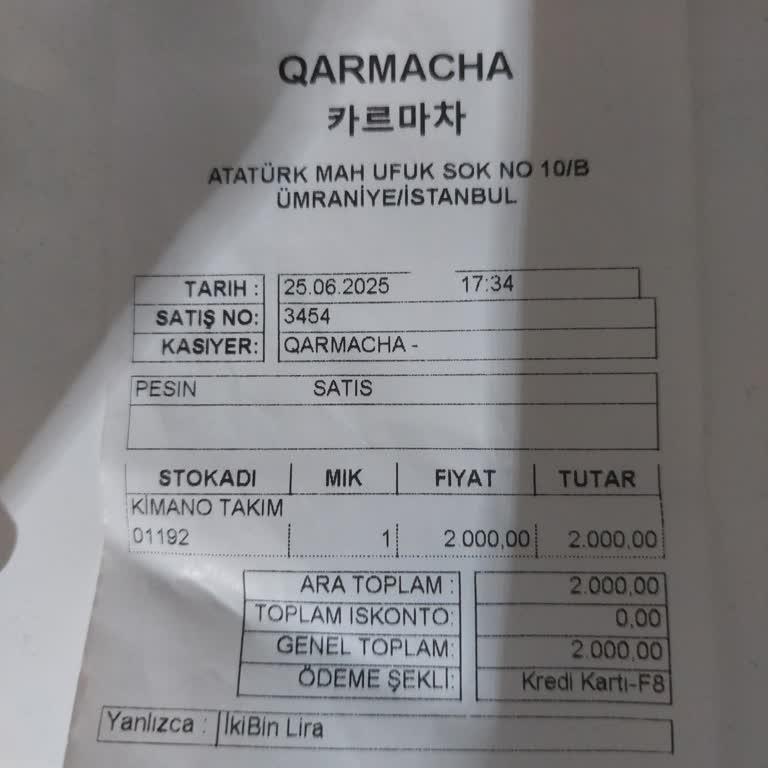 QARMACHA
카르마차
ATATÜRK MAH UFUK SOK NO 10/B
ÜMRANİYE/İSTANBUL
TARIH : 25.06.2025 17:34
SATIŞ NO: 3454
KASIYER: QARMACHA -
PESIN SATIS
STOKADI MIK FIYAT TUTAR
KİMANO TAKIM
01192 1 2.000,00 2.000,00
ARA TOPLAM : 2.000,00
TOPLAM ISKONTO: 0,00
GENEL TOPLAM: 2.000,00
ÖDEME ŞEKLİ: Kredi Kartı-F8
Yanlızca : İkiBin Lira